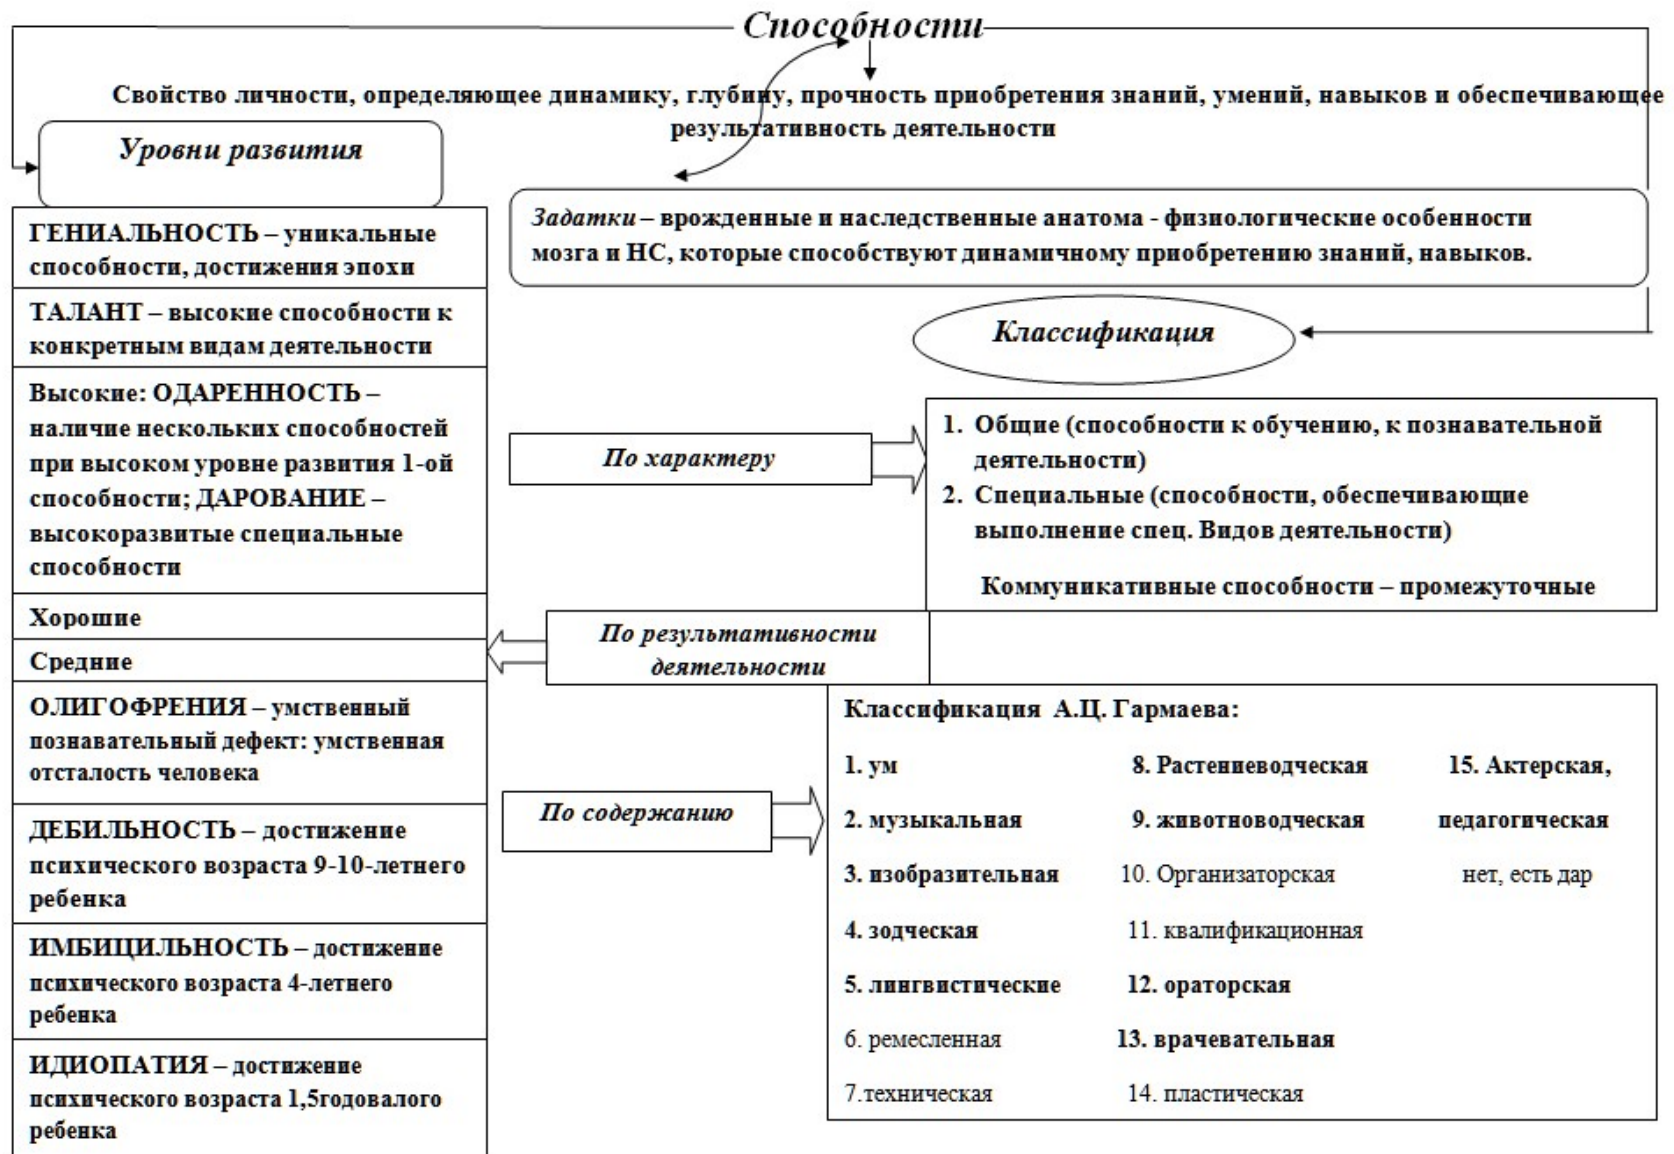 Способности
Свойство личности, определяющее динамику, глубину, прочность приобретения знаний, умений, навыков и обеспечивающее
результативность деятельности
Уровни развития
ГЕНИАЛЬНОСТЬ – уникальные
способности, достижения эпохи
ТАЛАНТ – высокие способности к
конкретным видам деятельности
Высокие: ОДАРЕННОСТЬ –
наличие нескольких способностей
при высоком уровне развития 1-ой
способности; ДАРОВАНИЕ –
высокоразвитые специальные
способности
Хорошие
Средние
ОЛИГОФРЕНИЯ – умственный
познавательный дефект: умственная
отсталость человека
ДЕБИЛЬНОСТЬ – достижение
психического возраста 9-10-летнего
ребенка
ИМБИЦИЛЬНОСТЬ – достижение
психического возраста 4-летнего
ребенка
ИДИОПАТИЯ – достижение
психического возраста 1,5годовалого
ребенка
Задатки – врожденные и наследственные анатома - физиологические особенности
мозга и НС, которые способствуют динамичному приобретению знаний, навыков.
Классификация
По характеру
1. Общие (способности к обучению, к познавательной
деятельности)
2. Специальные (способности, обеспечивающие
выполнение спец. Видов деятельности)
Коммуникативные способности – промежуточные
По результативности
деятельности
По содержанию
Классификация А.Ц. Гармаева:
1. ум
2. музыкальная
3. изобразительная
4. зодческая
5. лингвистические
6. ремесленная
7.техническая
8. Растениеводческая
9. животноводческая
10. Организаторская
11. квалификационная
12. ораторская
13. врачевательная
14. пластическая
15. Актерская,
педагогическая
нет, есть дар